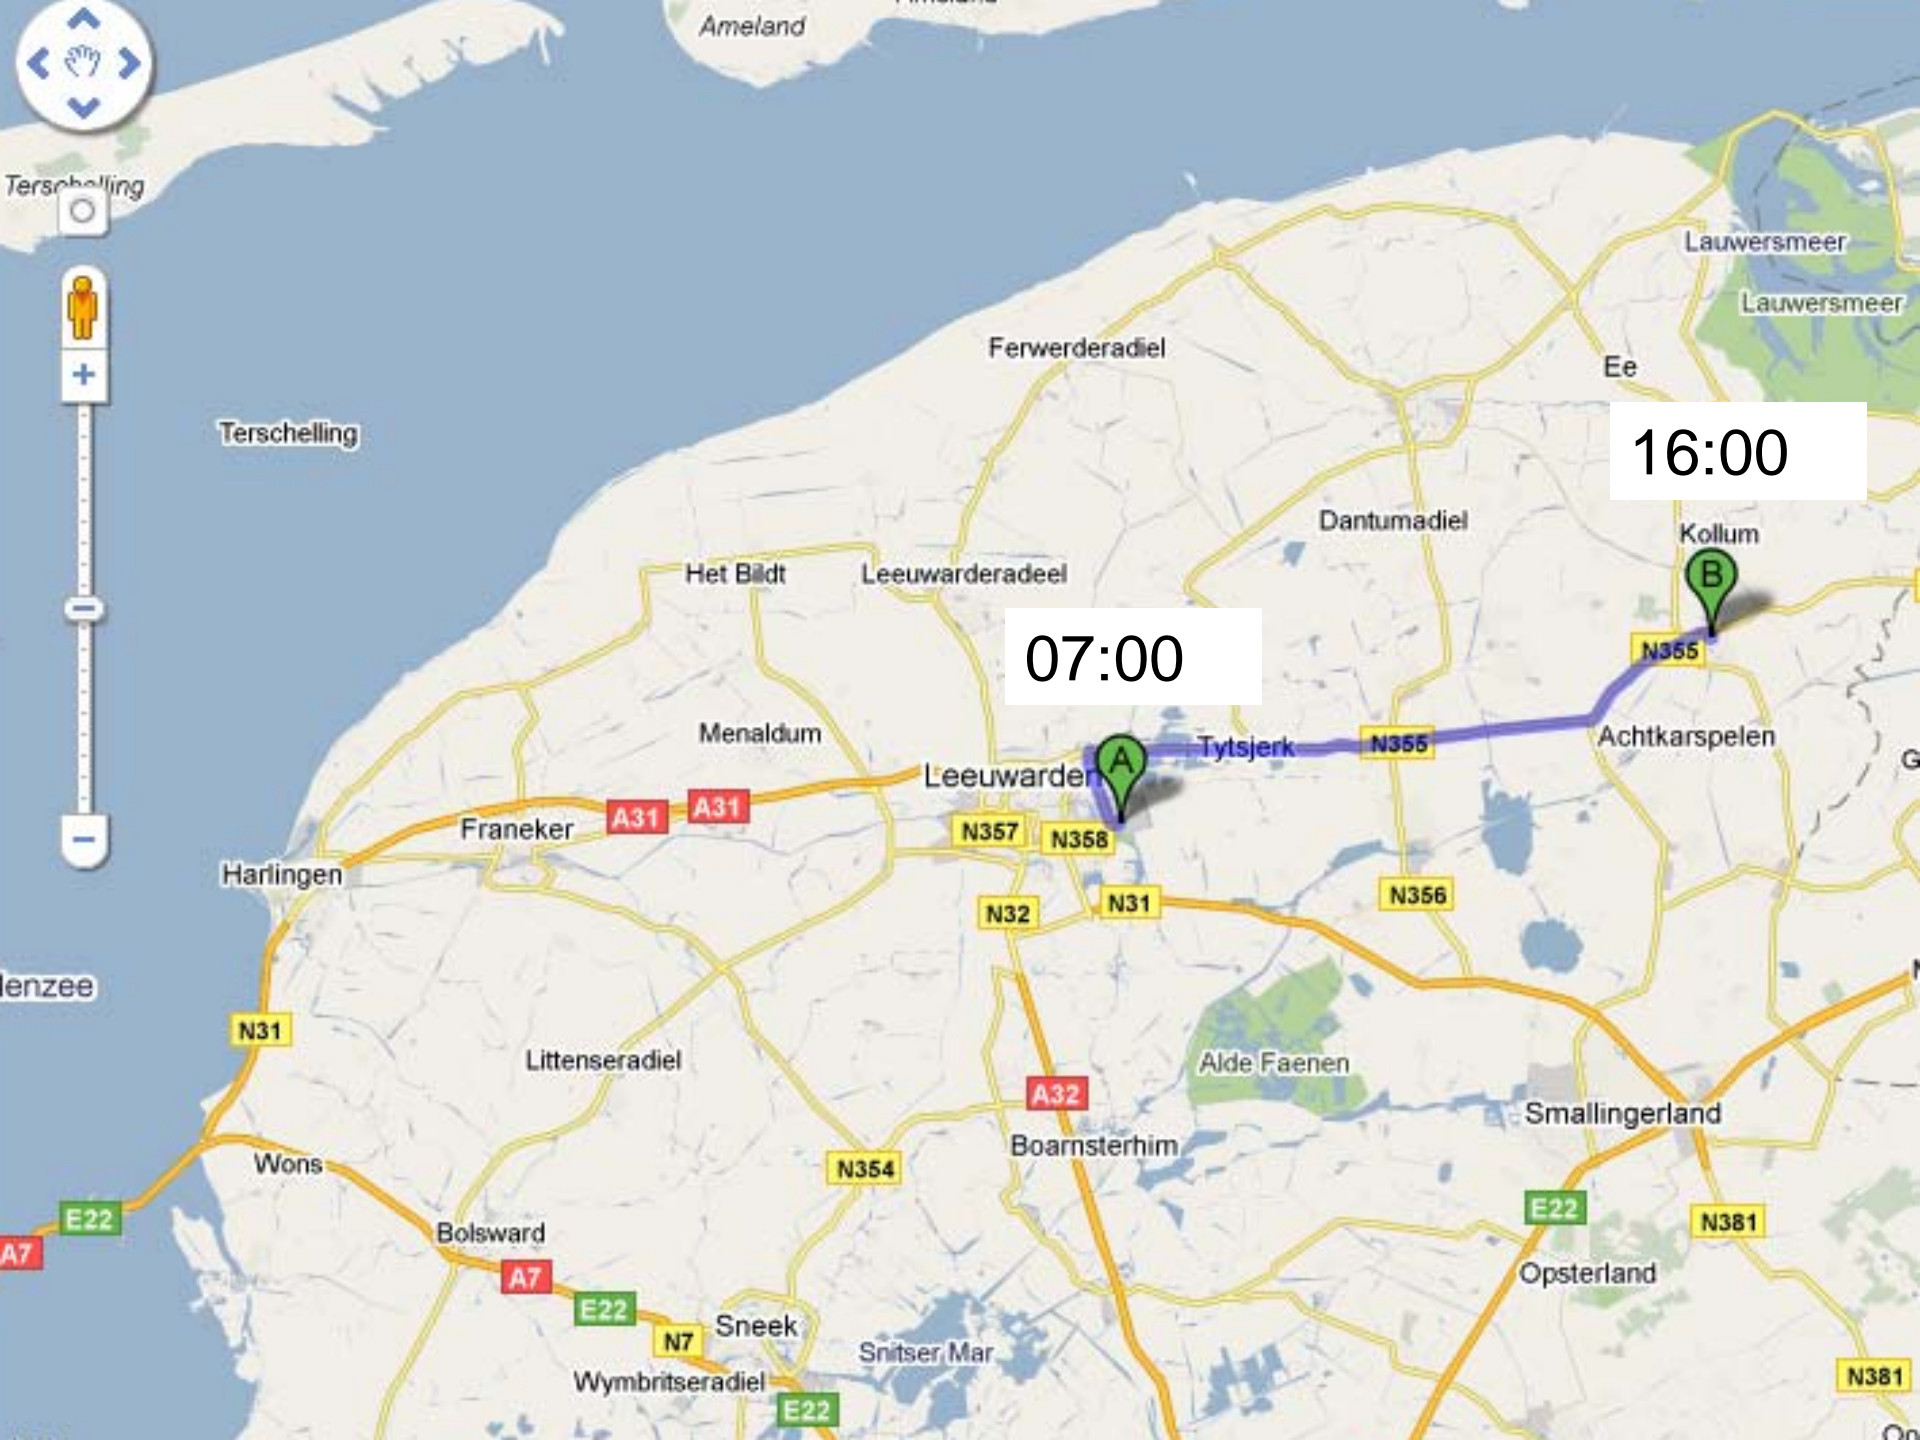 Ameland
Terschelling
Lauwersmeer
Lauwersmeer
Ferwerderadiel
Ee
Terschelling
16:00
Dantumadiel
Kollum
Het Bildt
Leeuwarderadeel
B
07:00
N355
Menaldum
Tytsjerk
N355
Achtkarspelen
A
Leeuwarden
A31
A31
Franeker
N357
N358
Harlingen
N356
N32
N31
lenzee
N31
Littenseradiel
Alde Faenen
A32
Smallingerland
Boarnsterhim
Wons
N354
E22
E22
N381
Bolsward
A7
A7
Opsterland
E22
Sneek
N7
Snitser Mar
Wymbritseradiel
N381
E22